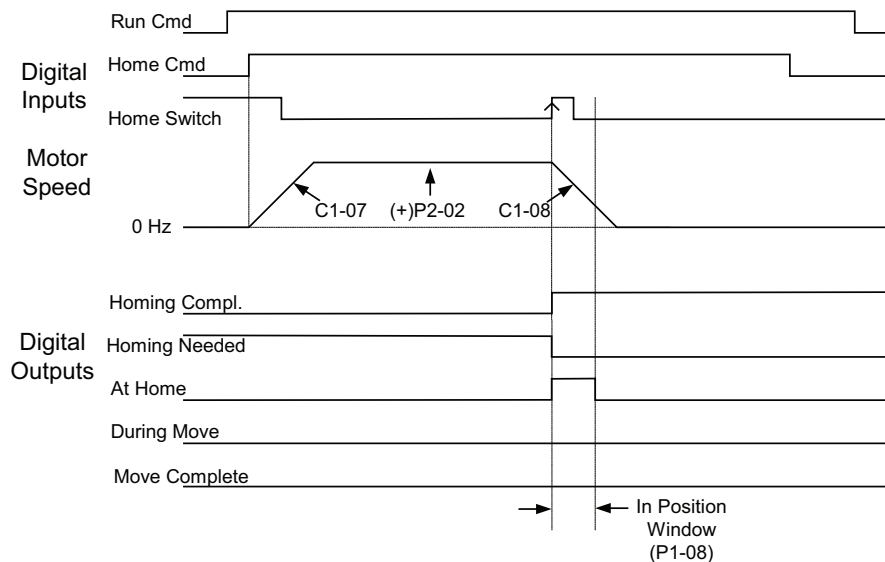 Run Cmd
Home Cmd
Digital
Inputs
Home Switch
Motor
Speed
C1-07
(+)P2-02
C1-08
0 Hz
Homing Compl.
Digital
Outputs
Homing Needed
At Home
During Move
Move Complete
In Position
Window
(P1-08)